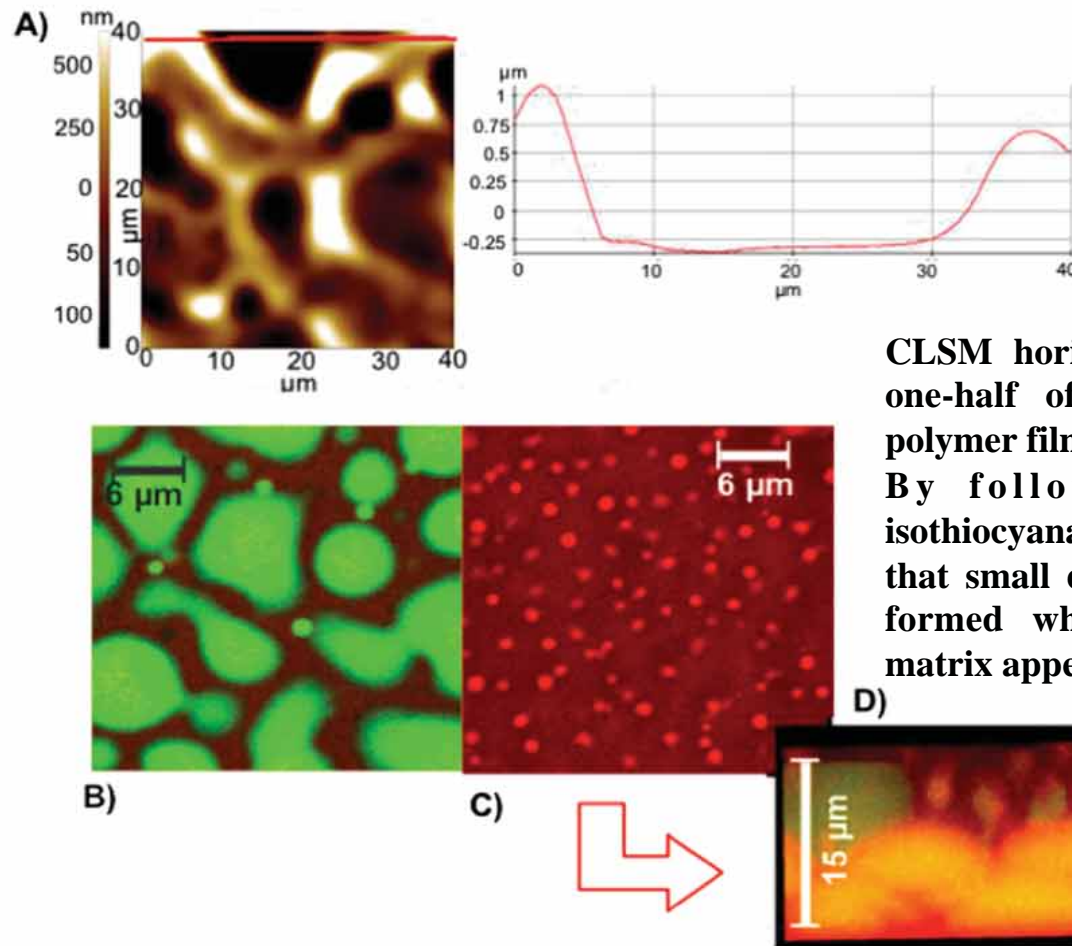 A)
nm
500
250
0
50
100
40
30
20
10
0
μm
0 10 20 30 40
μm
μm
1
0.75
0.5
0.25
0
-0.25
0 10 20 30 40
μm
CLSM hori
one-half of
polymer film
By follo
isothiocyana
that small
formed wh
matrix appe
6 μm
6 μm
B)
C)
D)
15 μm